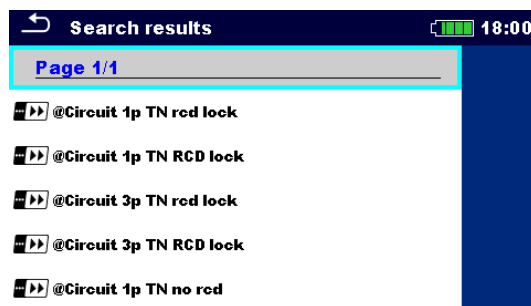 Search results 18:00
Page 1/1
@Circuit 1p TN rcd lock
@Circuit 1p TN RCD lock
@Circuit 3p TN rcd lock
@Circuit 3p TN RCD lock
@Circuit 1p TN no rcd